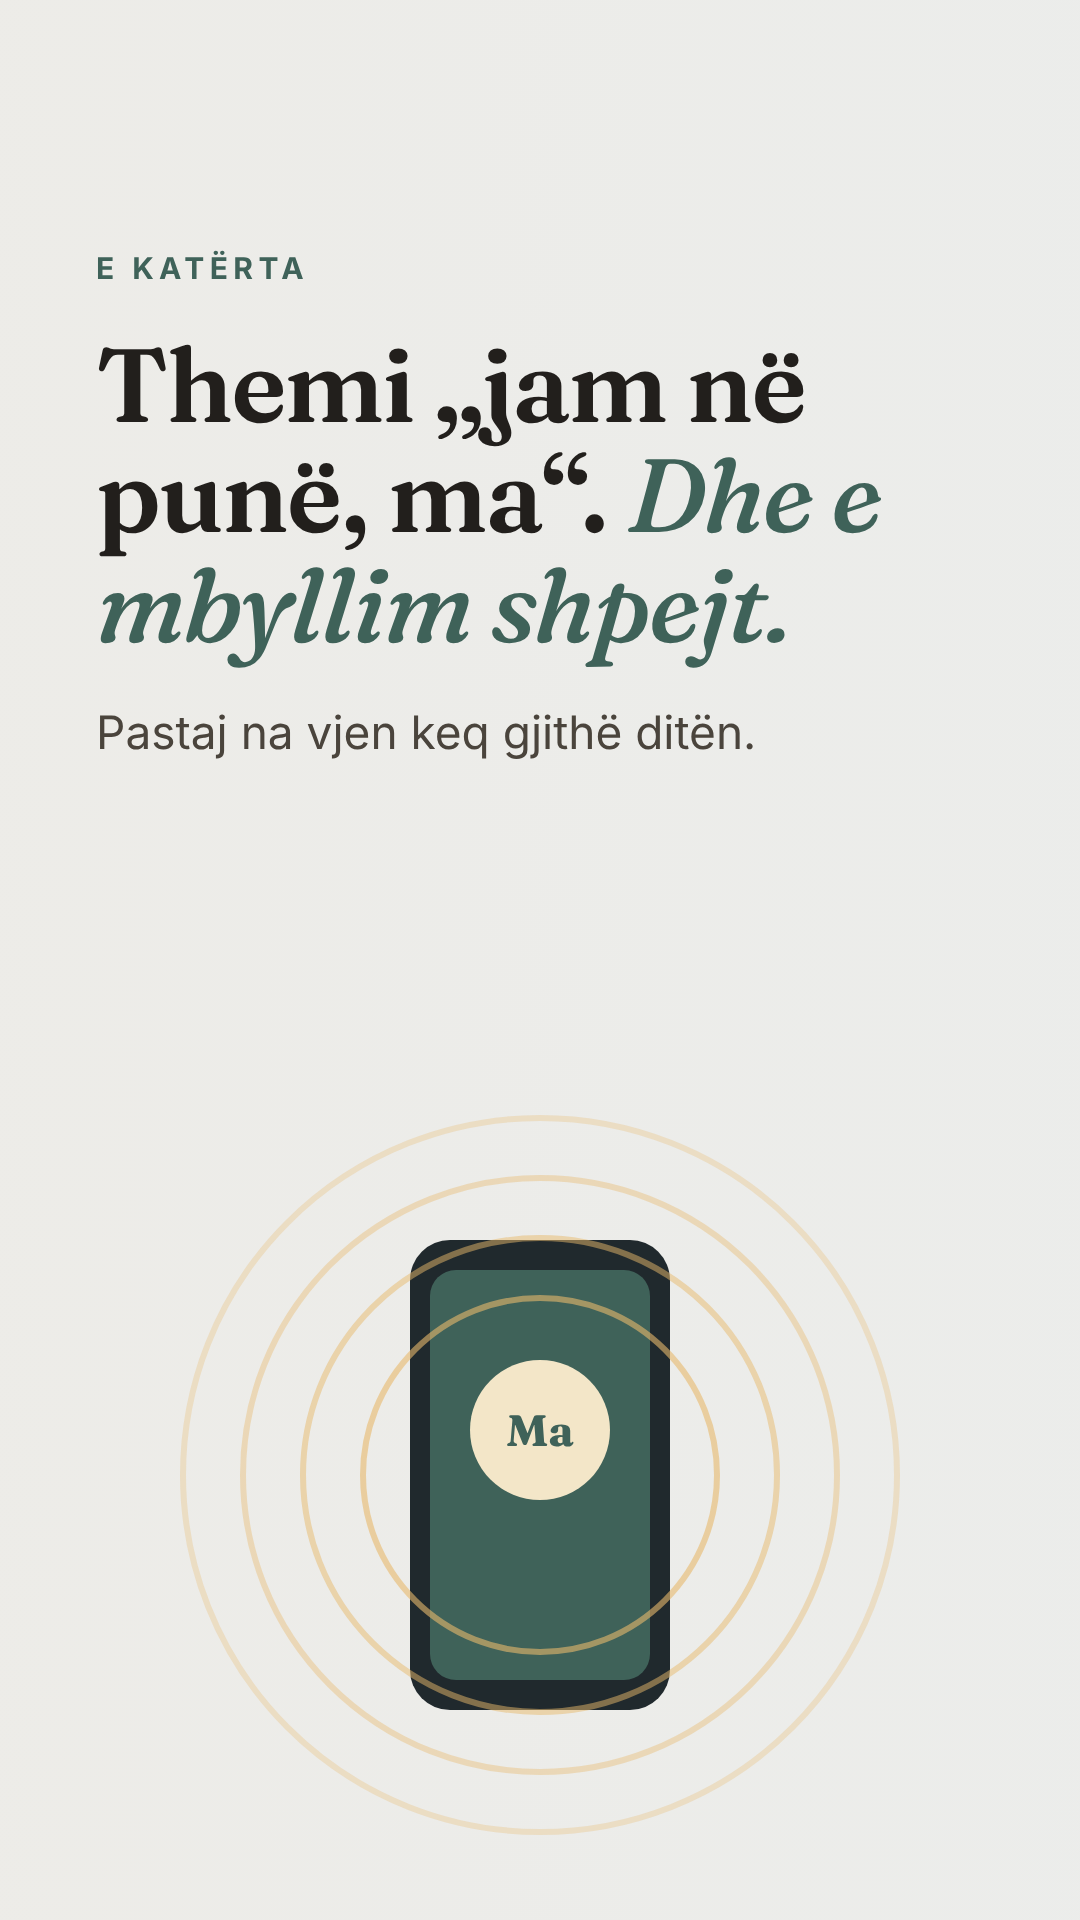 E KATËRTA
Themi „jam në
punë, ma“. Dhe e
mbyllim shpejt.
Pastaj na vjen keq gjithë ditën.
Ma